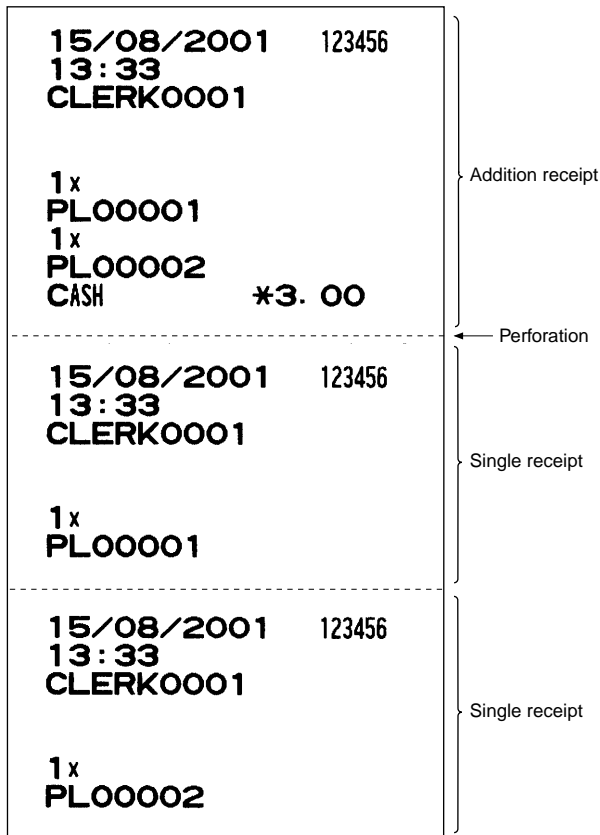 15/08/2001 123456
13:33
CLERK0001
1x
PL00001
1x
PL00002
CASH *3.00
Addition receipt
Perforation
15/08/2001 123456
13:33
CLERK0001
1x
PL00001
Single receipt
15/08/2001 123456
13:33
CLERK0001
1x
PL00002
Single receipt